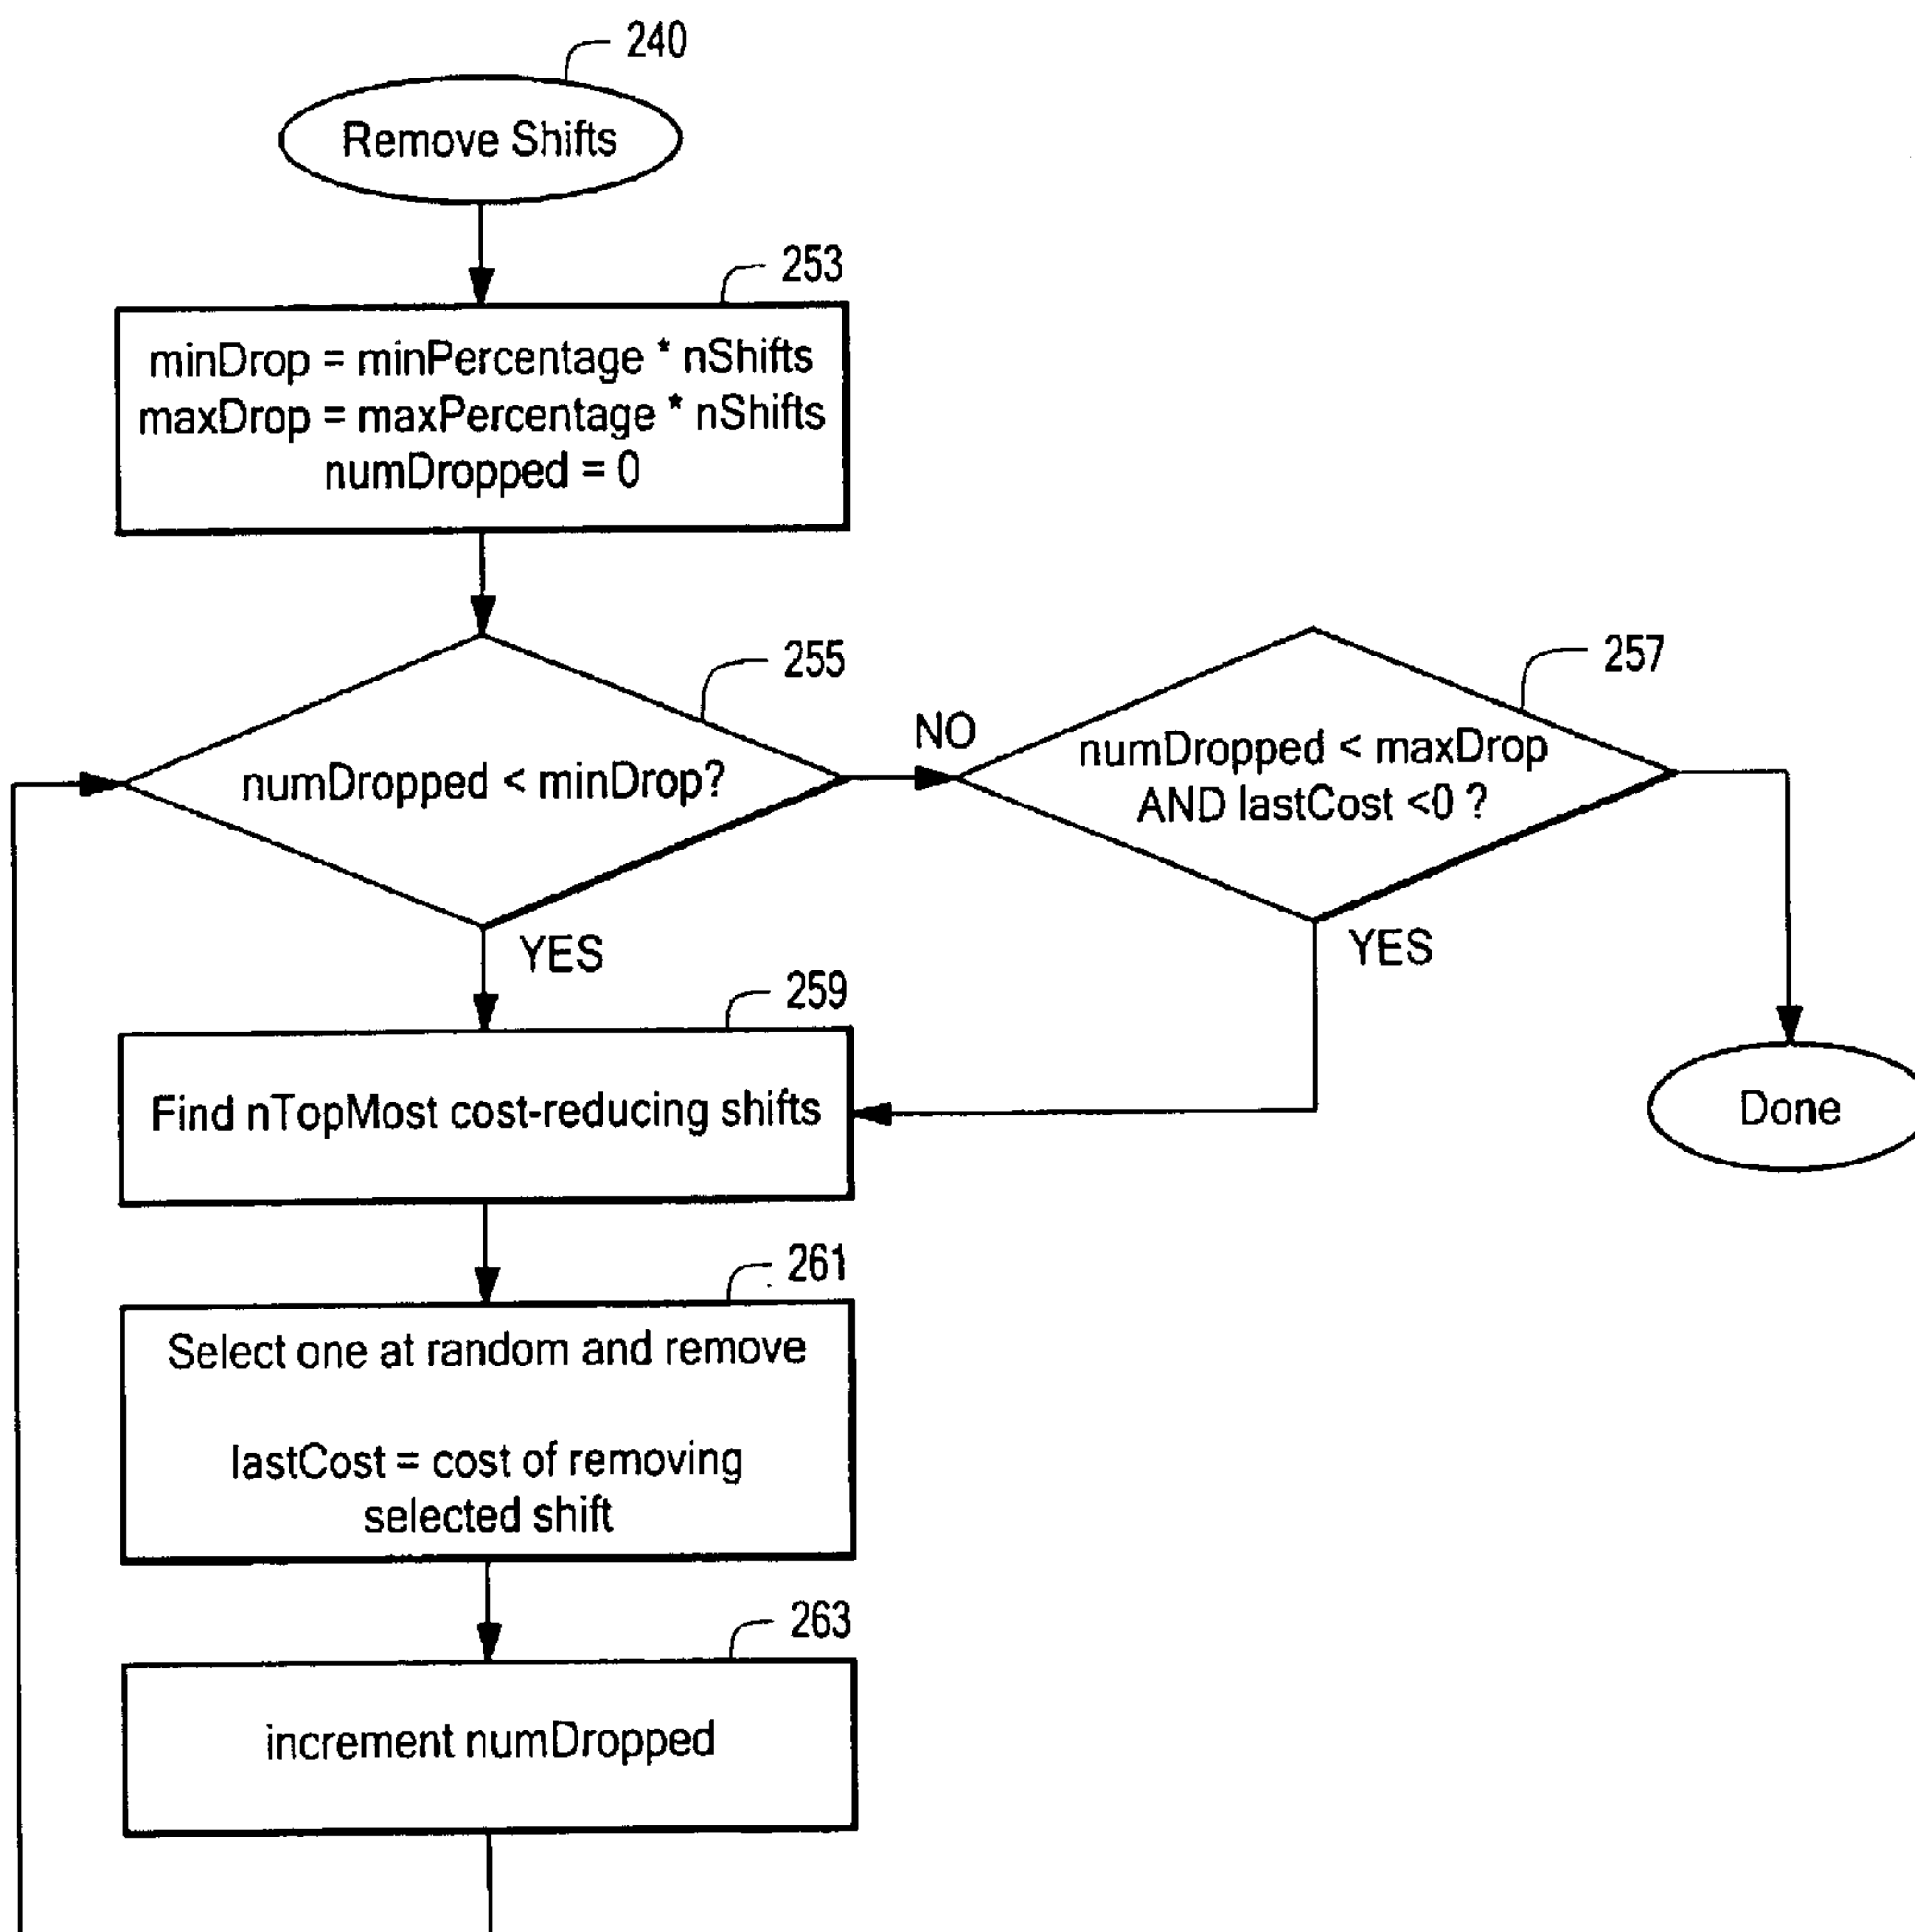 240
Remove Shifts
253
minDrop = minPercentage * nShifts
maxDrop = maxPercentage * nShifts
numDropped = 0
255
numDropped < minDrop?
NO
257
numDropped < maxDrop
AND lastCost <0 ?
YES
YES
259
Find nTopMost cost-reducing shifts
Done
261
Select one at random and remove
lastCost = cost of removing
selected shift
263
increment numDropped